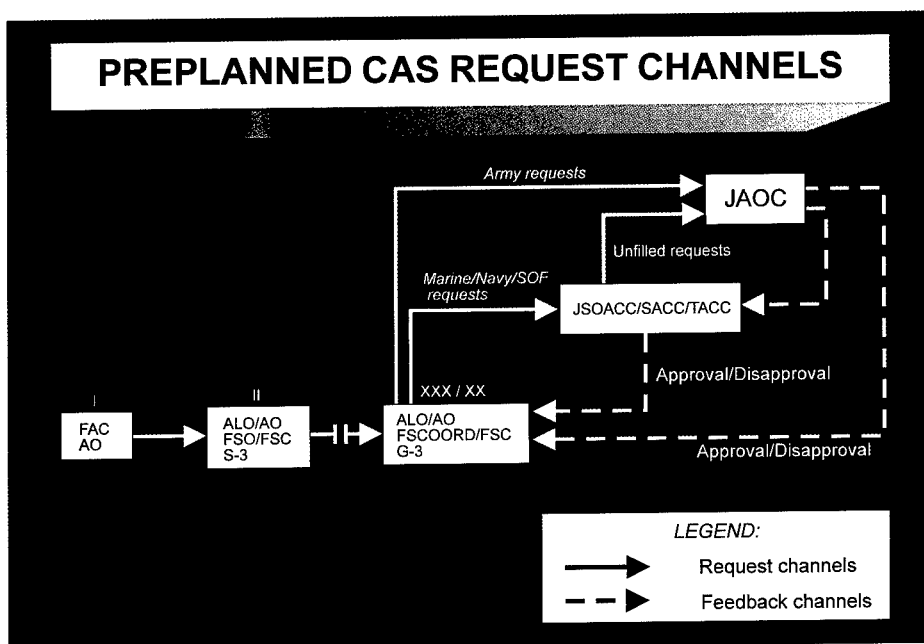 PREPLANNED CAS REQUEST CHANNELS
Army requests
JAOC
Unfilled requests
Marine/Navy/SOF
requests
JSOACC/SACC/TACC
Approval/Disapproval
XXX / XX
I
II
FAC
AO
ALO/AO
FSO/FSC
S-3
ALO/AO
FSCOORD/FSC
G-3
Approval/Disapproval
LEGEND:
Request channels
Feedback channels